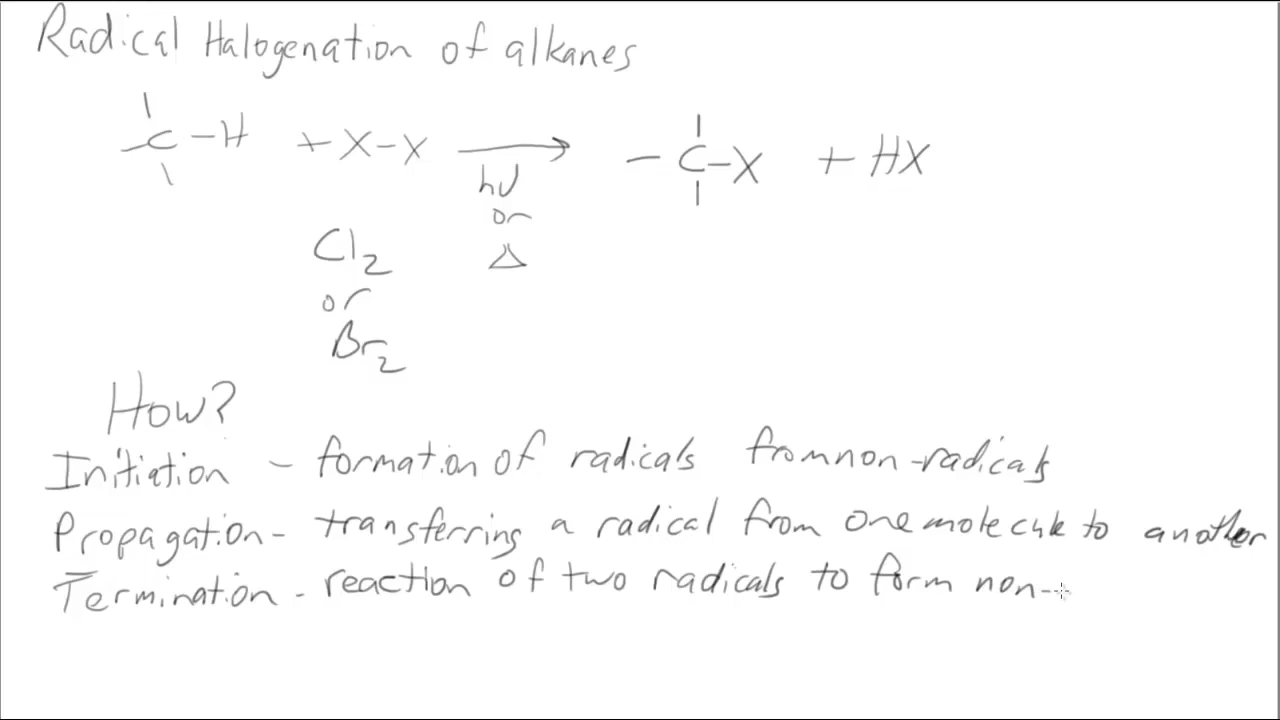 Radical Halogenation of alkanes
C-H + X-X → C-X + HX
hν
or
Δ
Cl2
or
Br2
How?
Initiation - formation of radicals from non-radicals
Propagation - transferring a radical from one molecule to another
Termination - reaction of two radicals to form non-